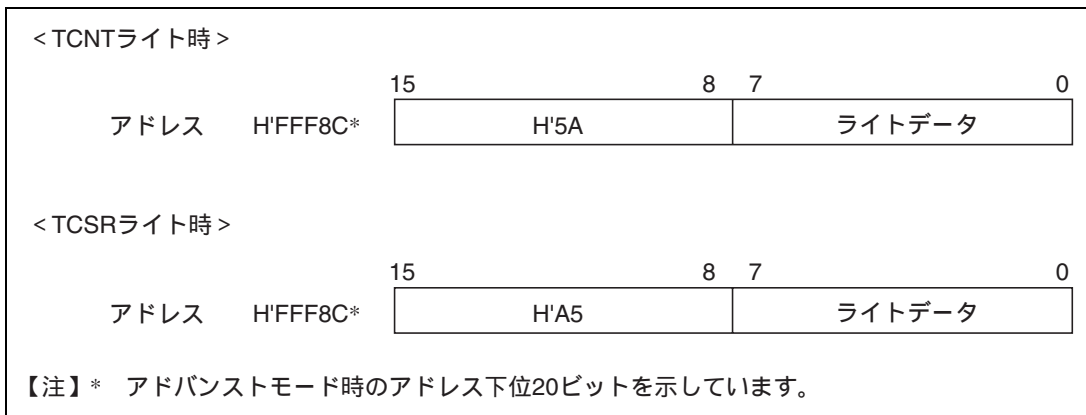 ＜TCNTライト時＞
15 8 7 0
アドレス H'FFF8C* H'5A ライトデータ
＜TCSRライト時＞
15 8 7 0
アドレス H'FFF8C* H'A5 ライトデータ
【注】* アドバンストモード時のアドレス下位20ビットを示しています。